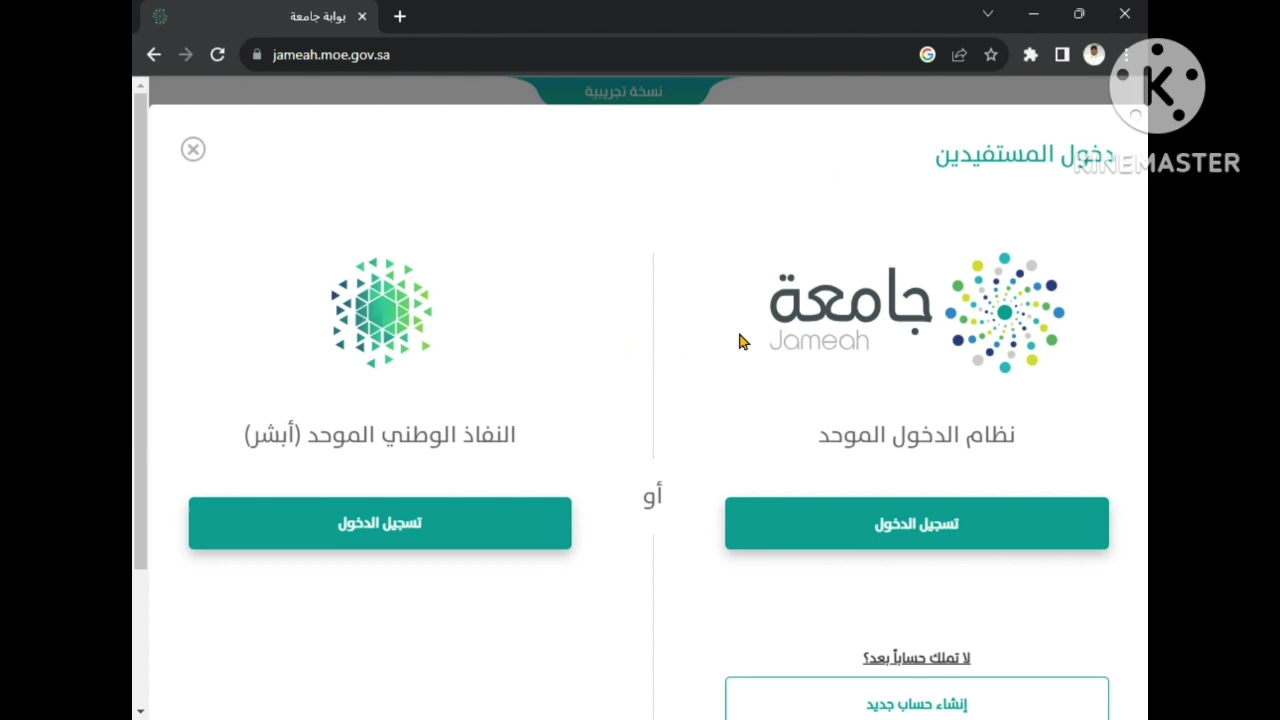 بوابة جامعة
jameah.moe.gov.sa
نسخة تجريبية
K
KINEMASTER
دخول المستفيدين
جامعة
Jameah
نظام الدخول الموحد
تسجيل الدخول
لا تملك حساباً بعد؟
إنشاء حساب جديد
أو
النفاذ الوطني الموحد (أبشر)
تسجيل الدخول